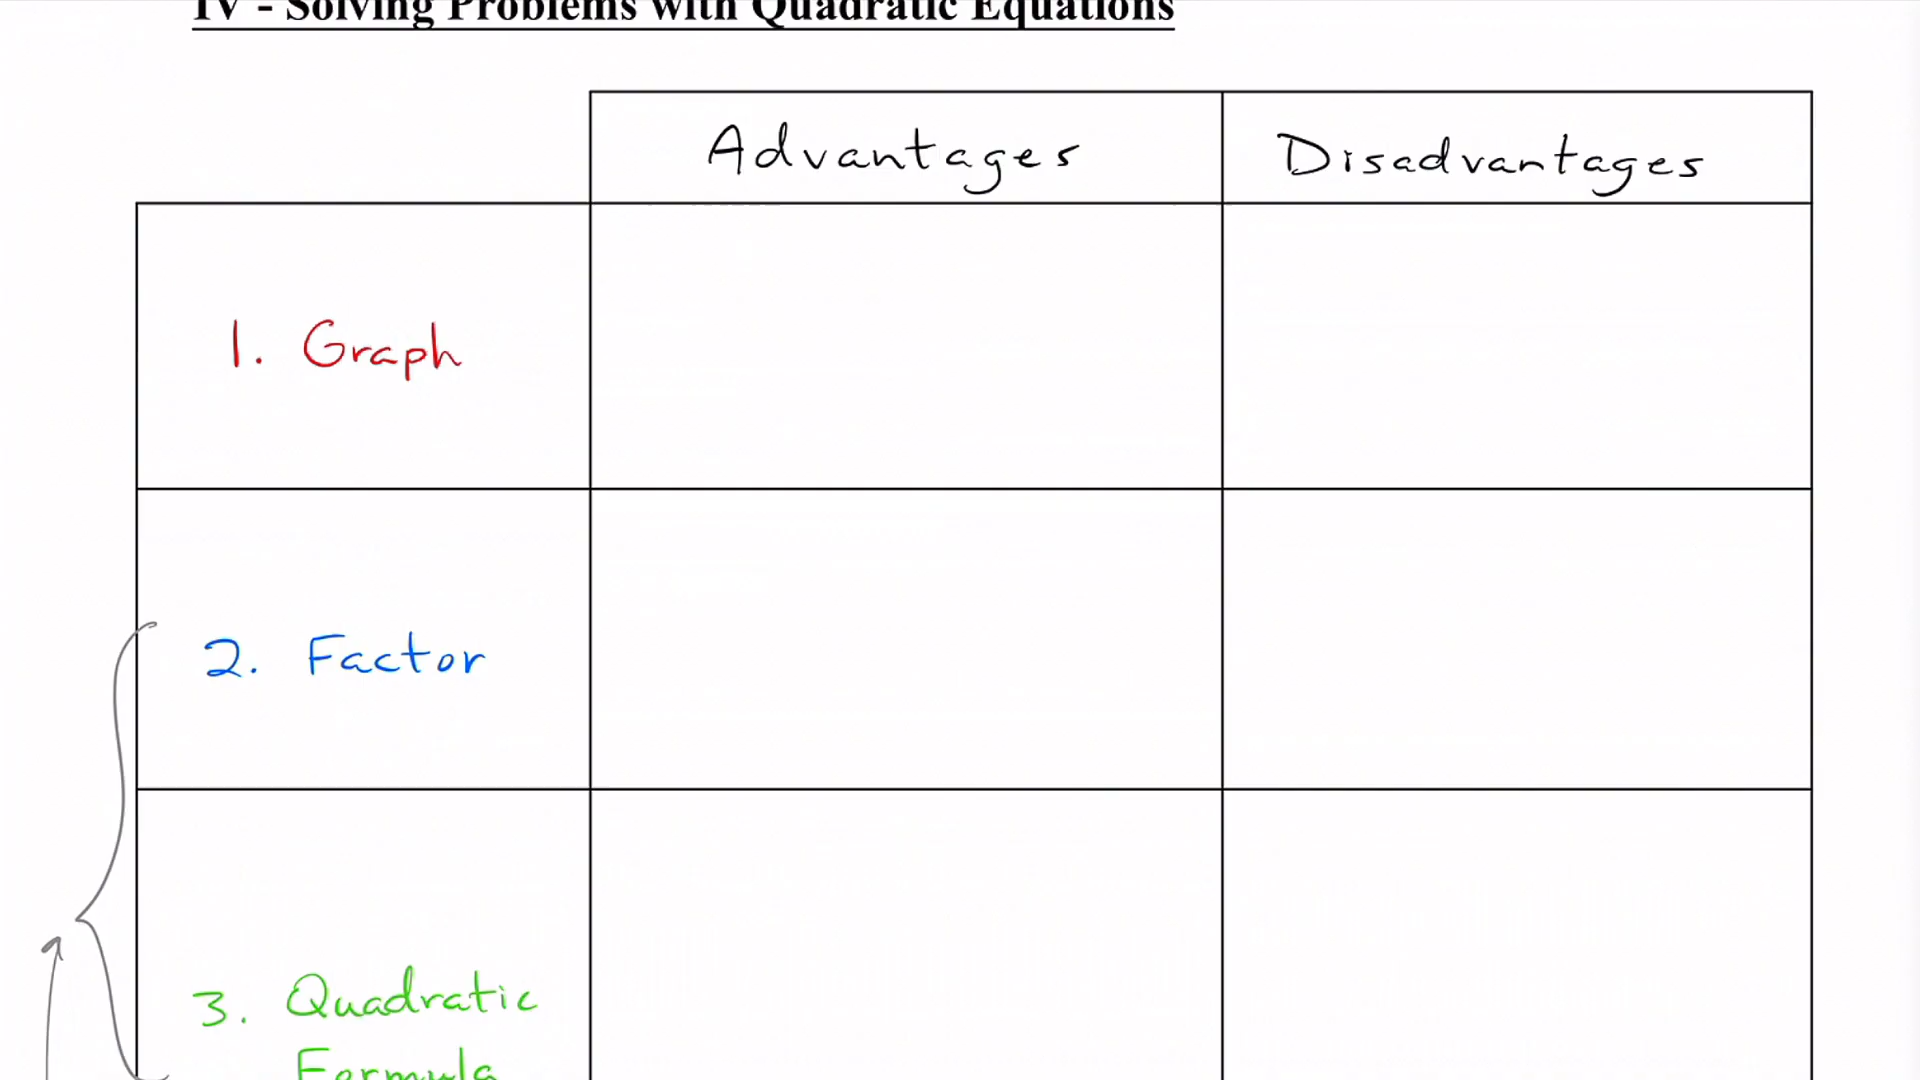 IV - Solving Problems with Quadratic Equations
Advantages Disadvantages
1. Graph
2. Factor
3. Quadratic
Formula